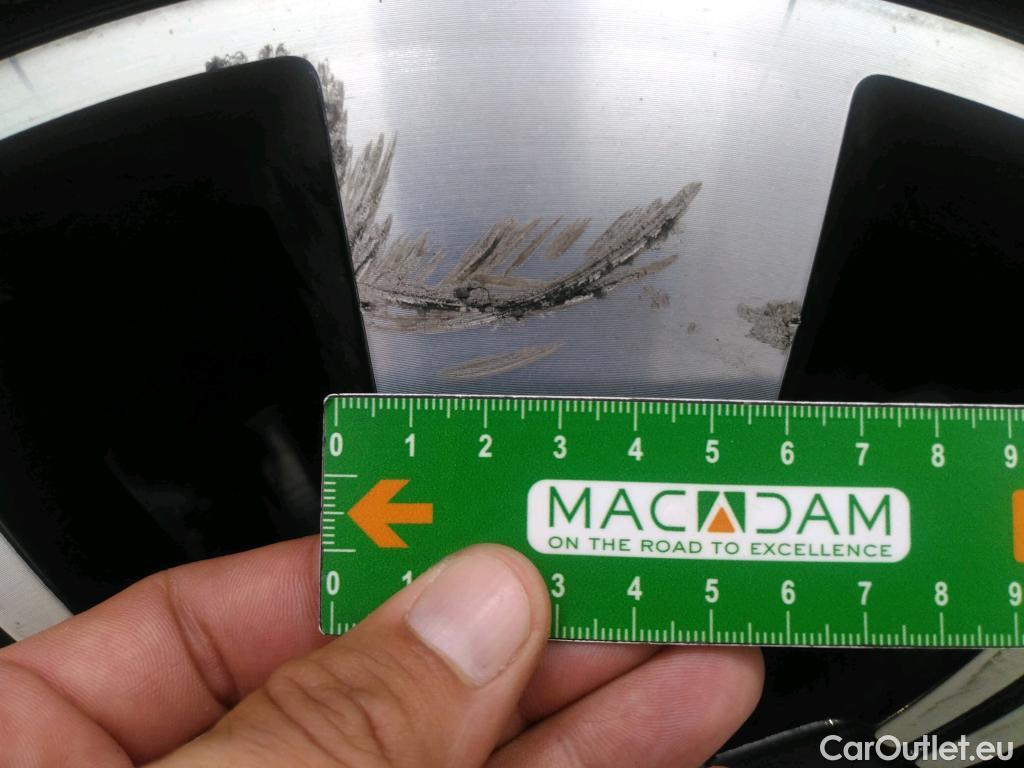 0 1 2 3 4 5 6 7 8 9
MACADAM
ON THE ROAD TO EXCELLENCE
0 1 3 4 5 6 7 8 9
CarOutlet.eu